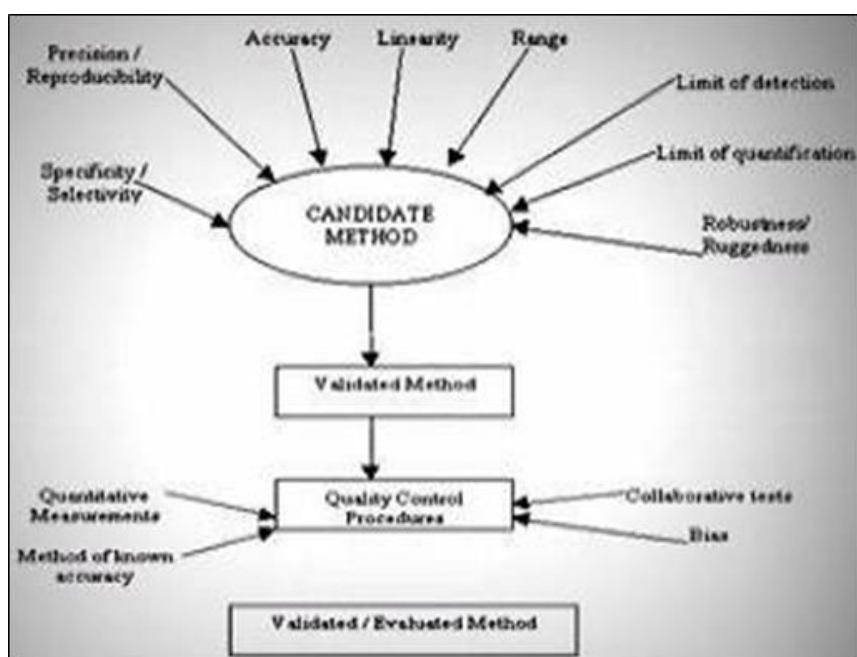 Accuracy
Linearity
Range
Precision /
Reproducibility
Limit of detection
Limit of quantification
Specificity /
Selectivity
CANDIDATE
METHOD
Robustness/
Ruggedness
Validated Method
Quantitative
Measurements
Quality Control
Procedures
Collaborative tests
Bias
Method of known
accuracy
Validated / Evaluated Method